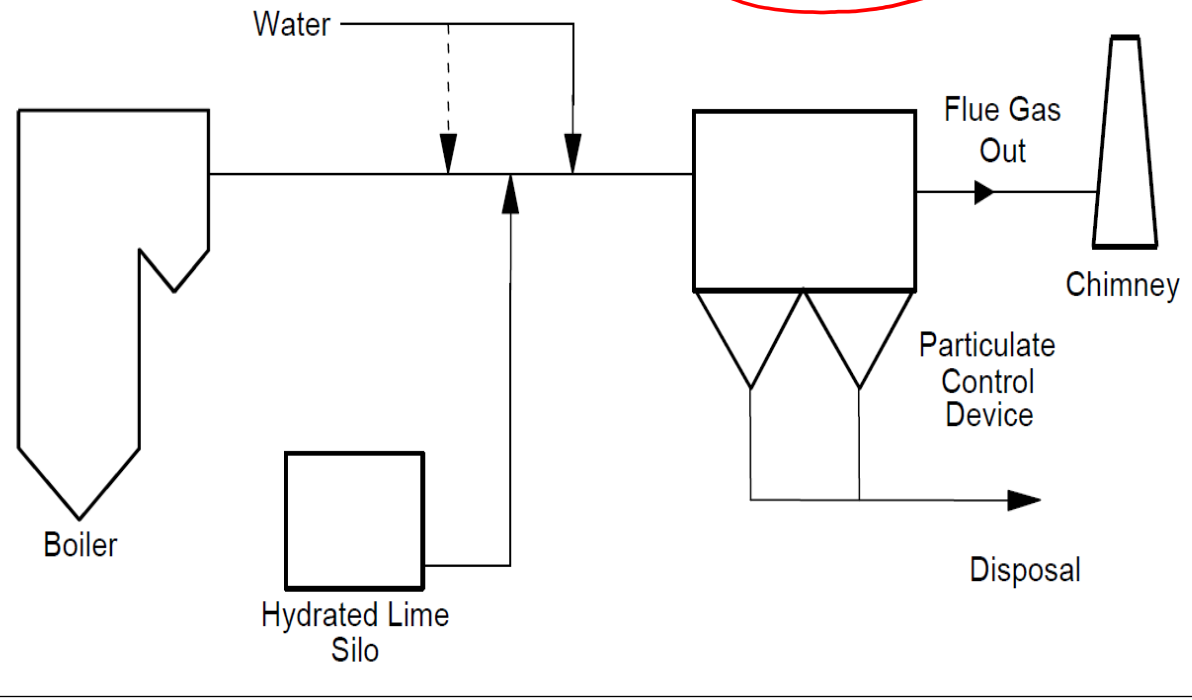 Water
Flue Gas
Out
Chimney
Particulate
Control
Device
Boiler
Disposal
Hydrated Lime
Silo